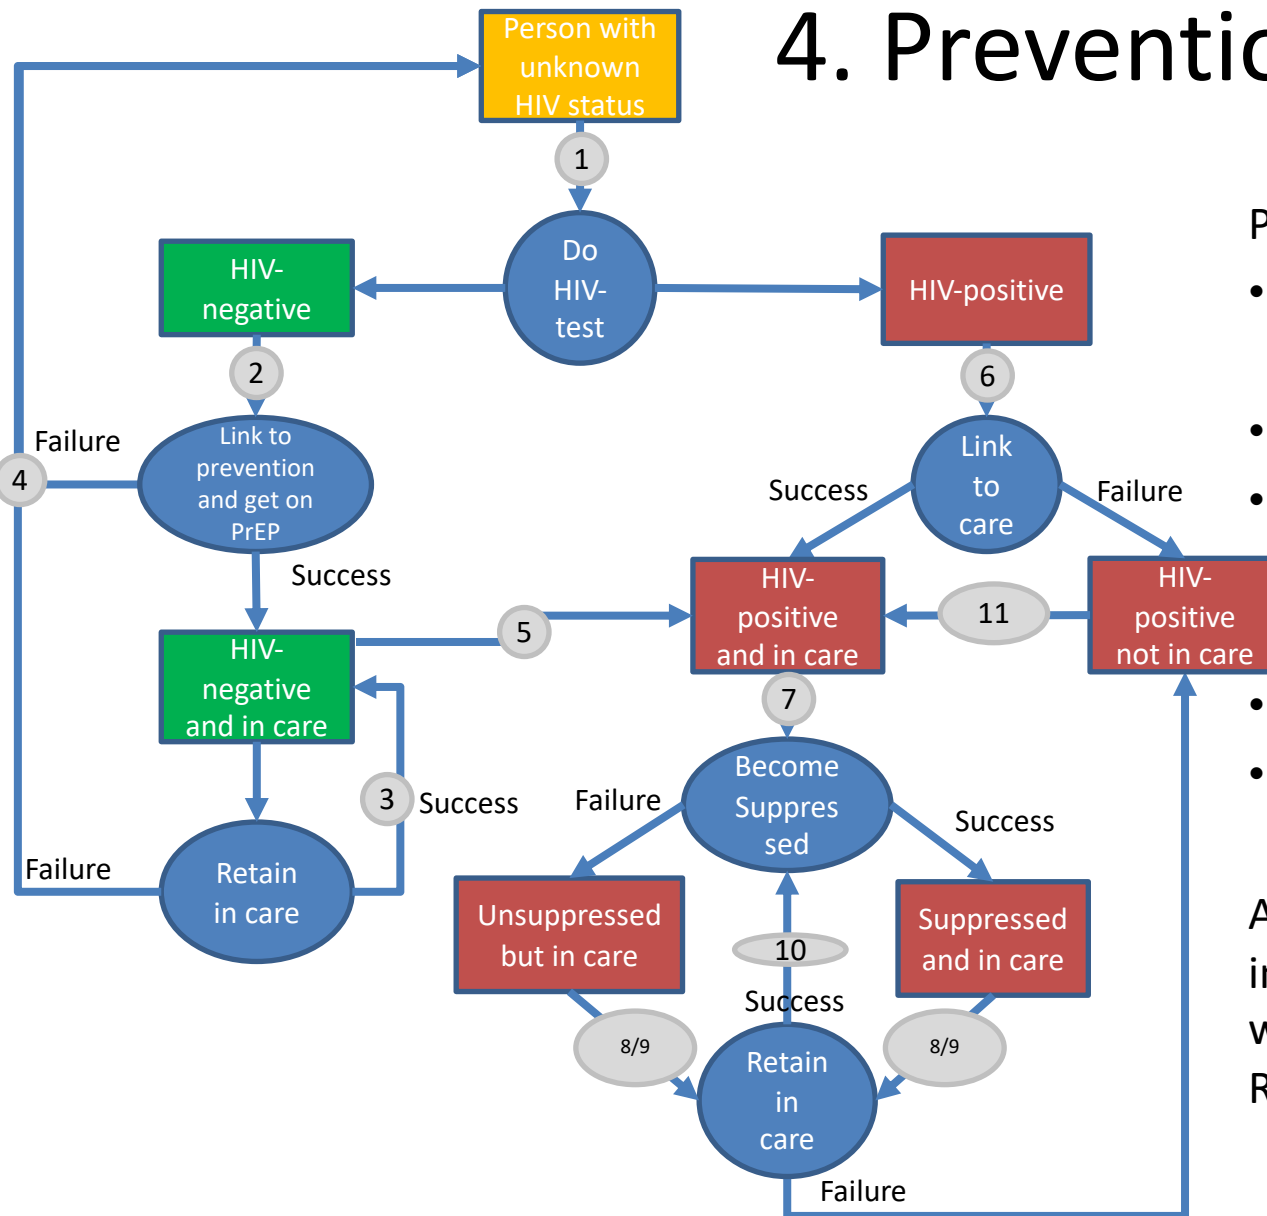 4. Preventio
Person with
unknown
HIV status
1
Do
HIV-
test
HIV-
negative
HIV-positive
2
6
Failure
Link to
prevention
and get on
PrEP
4
Link
to
care
Success
Failure
Success
HIV-
positive
and in care
11
HIV-
positive
not in care
5
HIV-
negative
and in care
7
3
Success
Failure
Become
Suppres
sed
Success
Failure
Retain
in care
Unsuppressed
but in care
10
Suppressed
and in care
Success
8/9
8/9
Retain
in
care
Failure
P
•
•
•
•
•
A
in
w
R